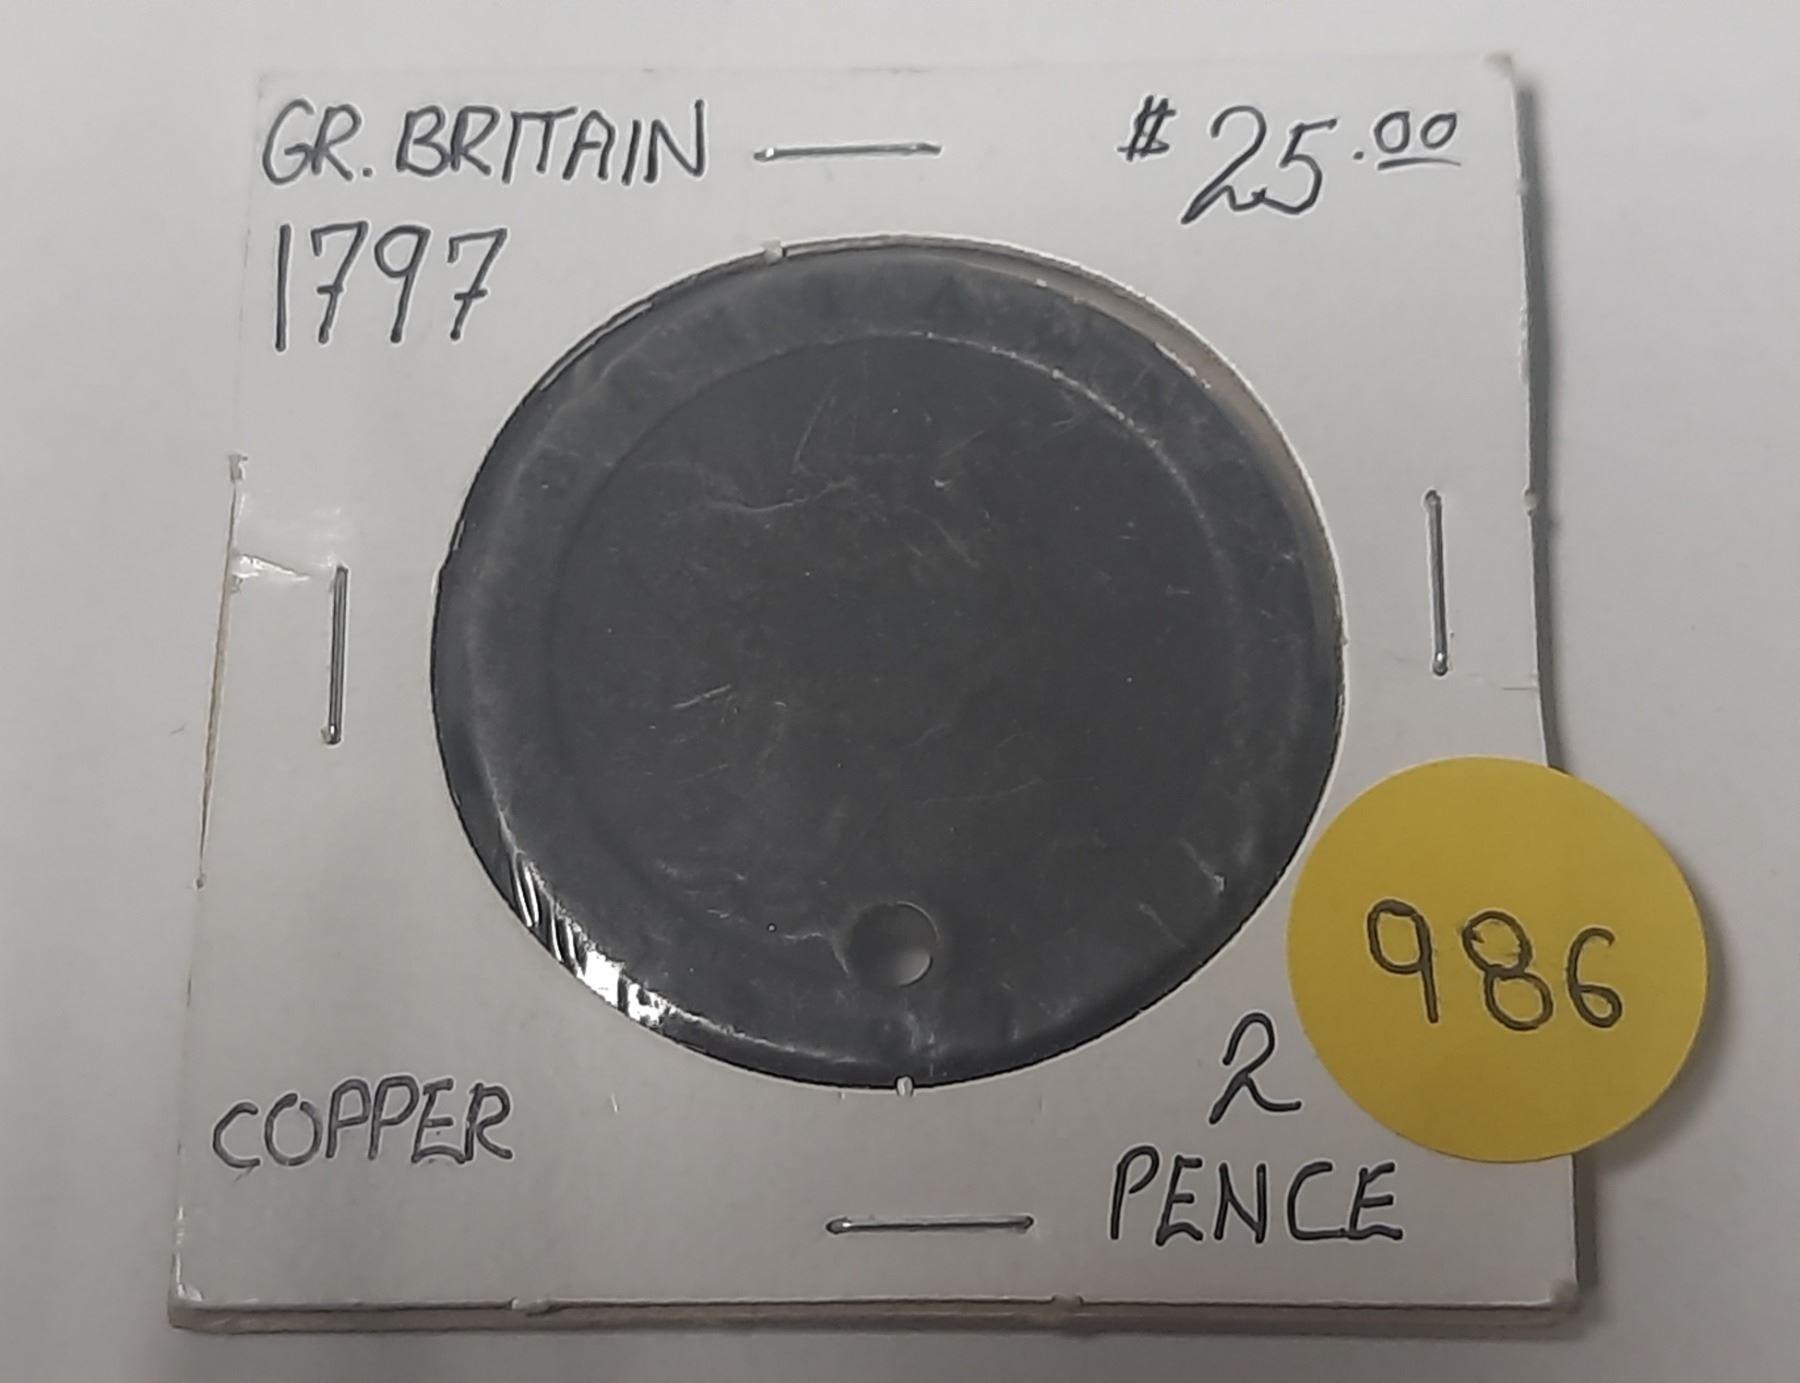 GR. BRITAIN
$25.00
1797
986
COPPER
2
PENCE